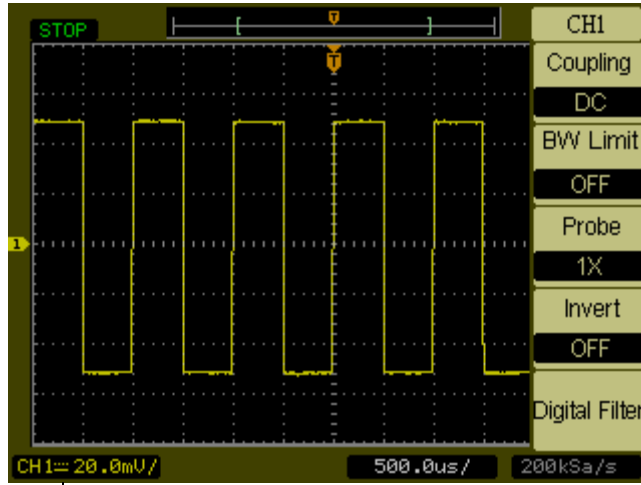 STOP
T
CH1
T
Coupling
DC
BW Limit
OFF
Probe
1X
1
Invert
OFF
Digital Filter
CH1 20.0mV/ 500.0us/ 200kSa/s